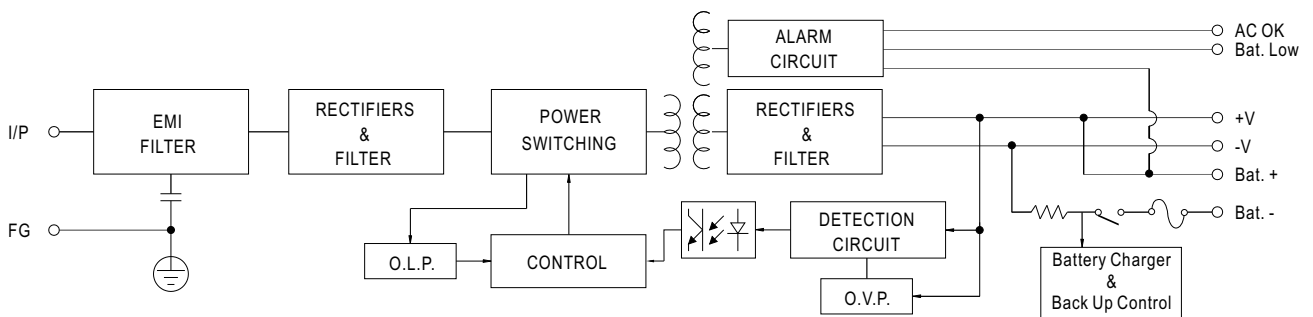 AC OK
Bat. Low
ALARM
CIRCUIT
I/P
EMI
FILTER
RECTIFIERS
&
FILTER
POWER
SWITCHING
RECTIFIERS
&
FILTER
+V
-V
Bat. +
Bat. -
FG
O.L.P.
CONTROL
DETECTION
CIRCUIT
O.V.P.
Battery Charger
&
Back Up Control